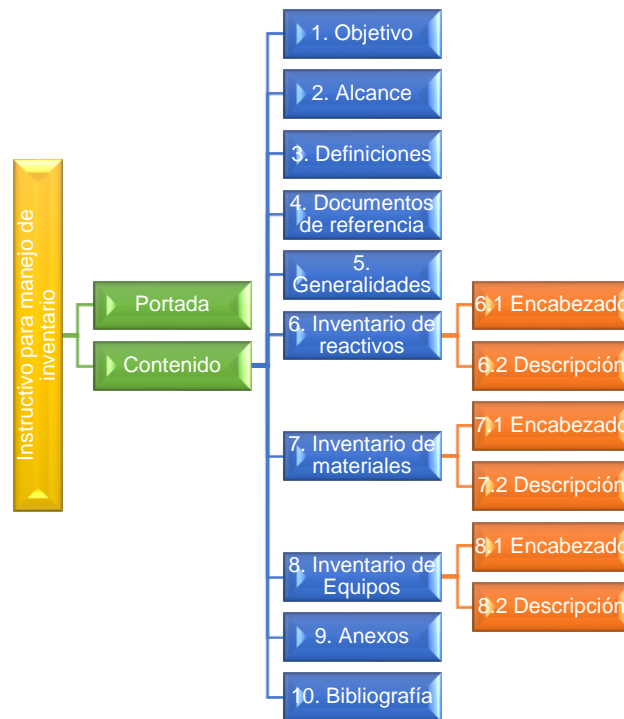 Instructivo para manejo de
inventario
Portada
Contenido
1. Objetivo
2. Alcance
3. Definiciones
4. Documentos
de referencia
5.
Generalidades
6. Inventario de
reactivos
6.1 Encabezado
6.2 Descripción
7. Inventario de
materiales
7.1 Encabezado
7.2 Descripción
8. Inventario de
Equipos
8.1 Encabezado
8.2 Descripción
9. Anexos
10. Bibliografía